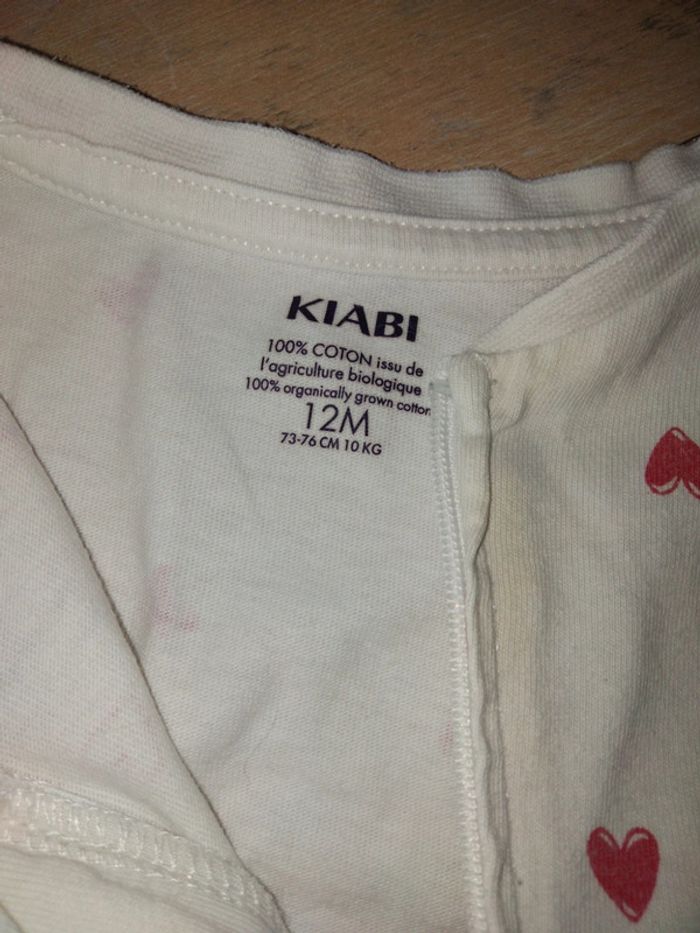 KIABI
100% COTON issu de
l'agriculture biologique
100% organically grown cotton
12M
73-76 CM 10 KG